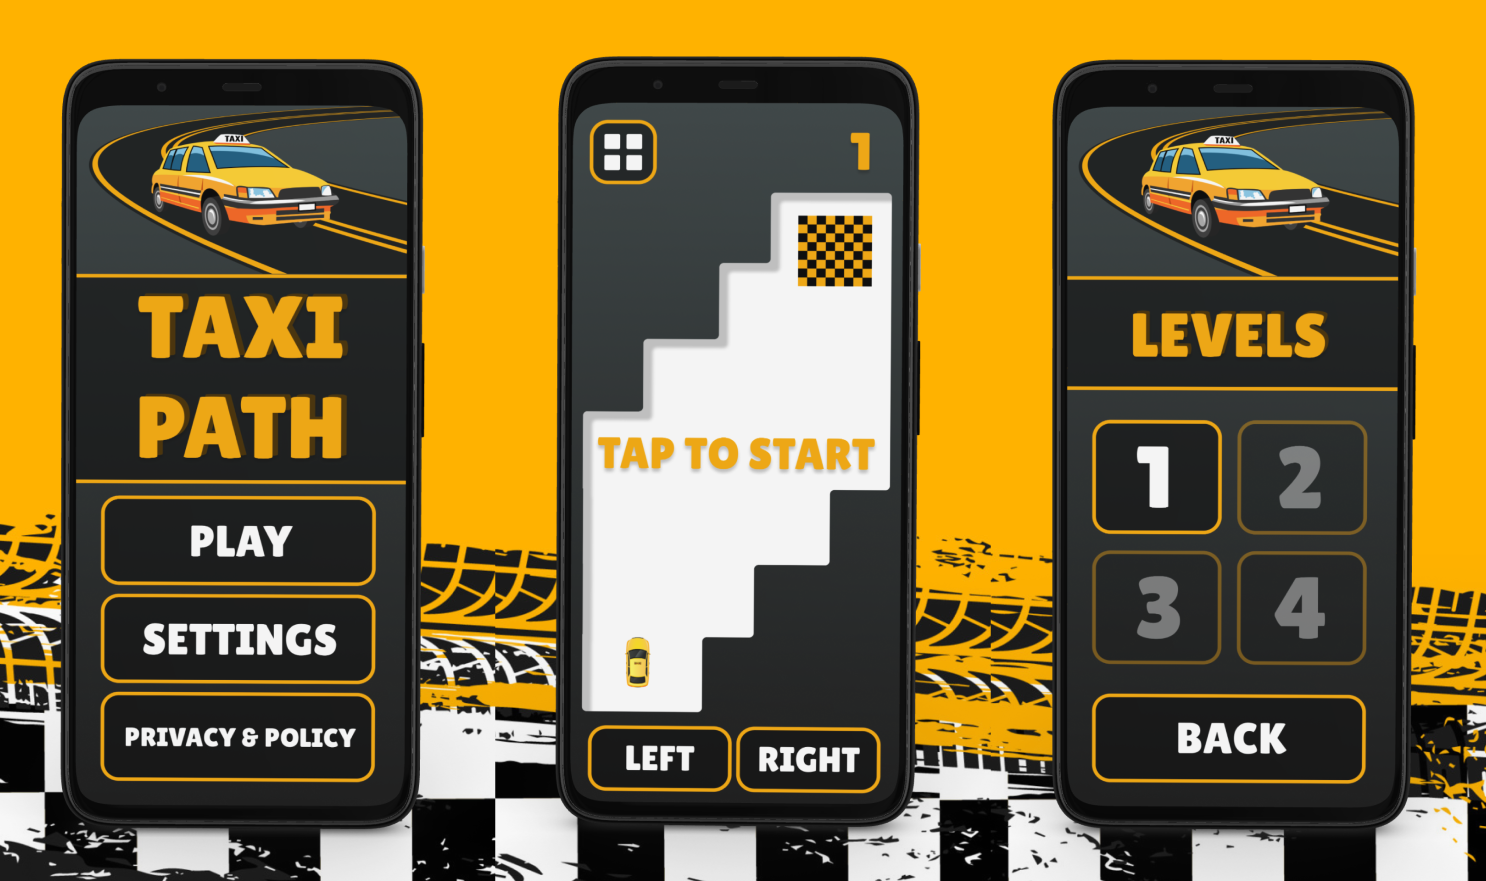 TAXI
TAXI
PATH
PLAY
SETTINGS
PRIVACY & POLICY
1
TAP TO START
LEFT
RIGHT
TAXI
LEVELS
1
2
3
4
BACK